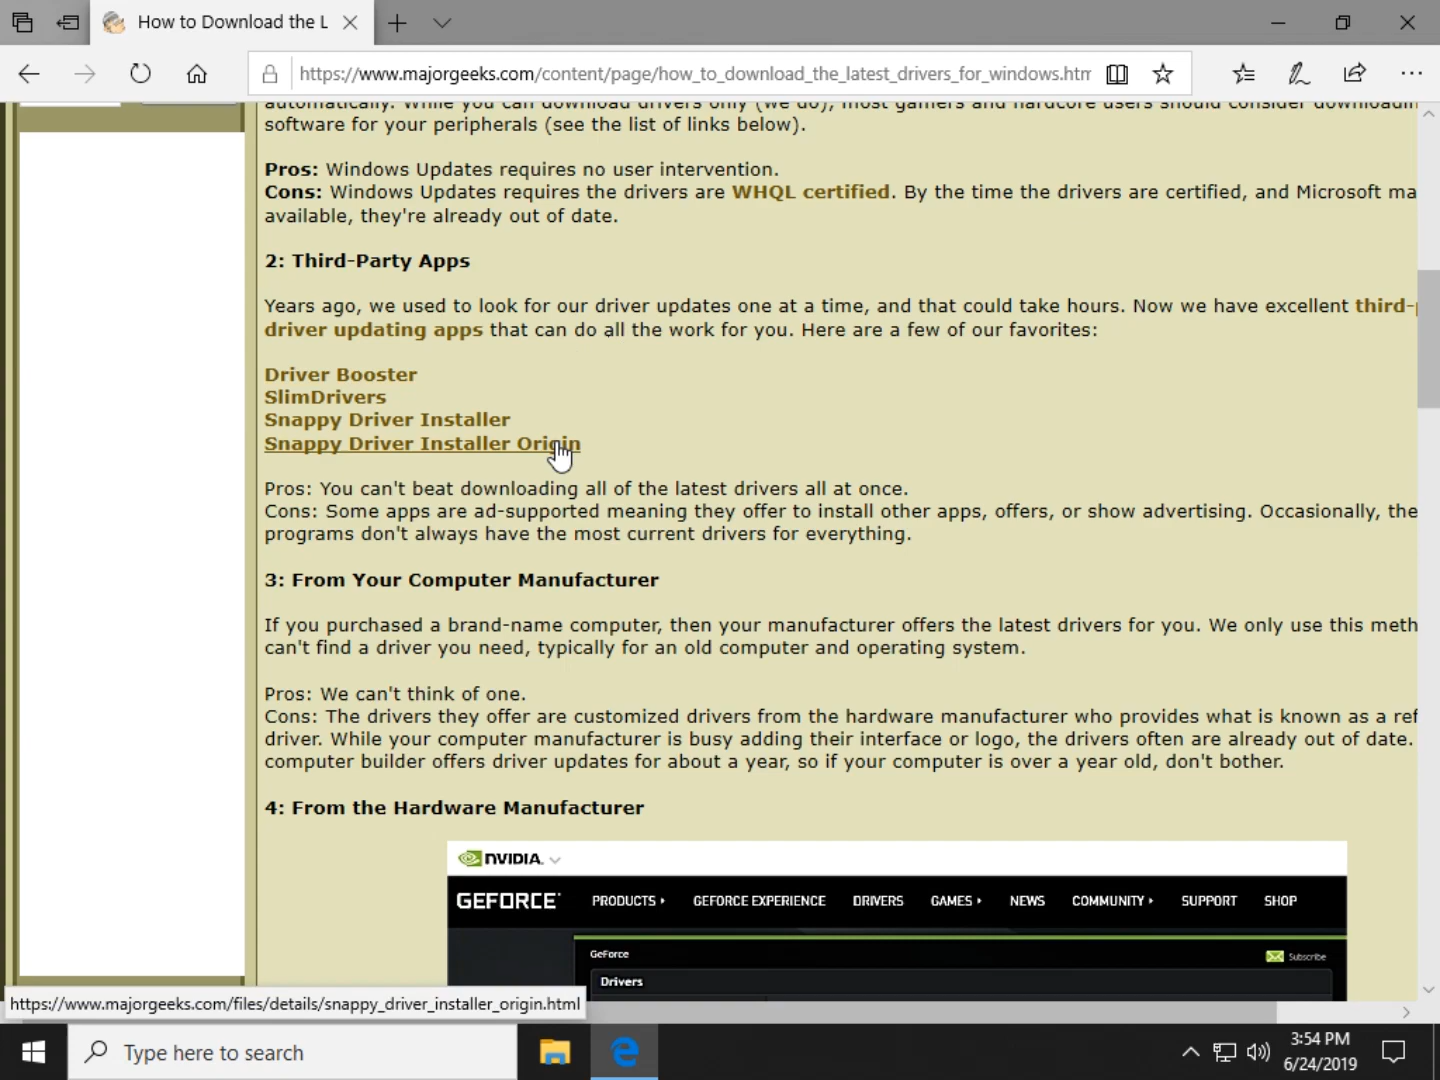 How to Download the L
https://www.majorgeeks.com/content/page/how_to_download_the_latest_drivers_for_windows.htm
automatically. While you can download drivers only (we do), most gamers and hardcore users should consider
software for your peripherals (see the list of links below).
Pros: Windows Updates requires no user intervention.
Cons: Windows Updates requires the drivers are WHQL certified. By the time the drivers are certified, and Microsoft ma
available, they're already out of date.
2: Third-Party Apps
Years ago, we used to look for our driver updates one at a time, and that could take hours. Now we have excellent third-
driver updating apps that can do all the work for you. Here are a few of our favorites:
Driver Booster
SlimDrivers
Snappy Driver Installer
Snappy Driver Installer Origin
Pros: You can't beat downloading all of the latest drivers all at once.
Cons: Some apps are ad-supported meaning they offer to install other apps, offers, or show advertising. Occasionally, the
programs don't always have the most current drivers for everything.
3: From Your Computer Manufacturer
If you purchased a brand-name computer, then your manufacturer offers the latest drivers for you. We only use this meth
can't find a driver you need, typically for an old computer and operating system.
Pros: We can't think of one.
Cons: The drivers they offer are customized drivers from the hardware manufacturer who provides what is known as a ref
driver. While your computer manufacturer is busy adding their interface or logo, the drivers often are already out of date.
computer builder offers driver updates for about a year, so if your computer is over a year old, don't bother.
4: From the Hardware Manufacturer
NVIDIA.
GEFORCE PRODUCTS GEFORCE EXPERIENCE DRIVERS GAMES NEWS COMMUNITY SUPPORT SHOP
GeForce Subscribe
Drivers
https://www.majorgeeks.com/files/details/snappy_driver_installer_origin.html
Type here to search
3:54 PM
6/24/2019